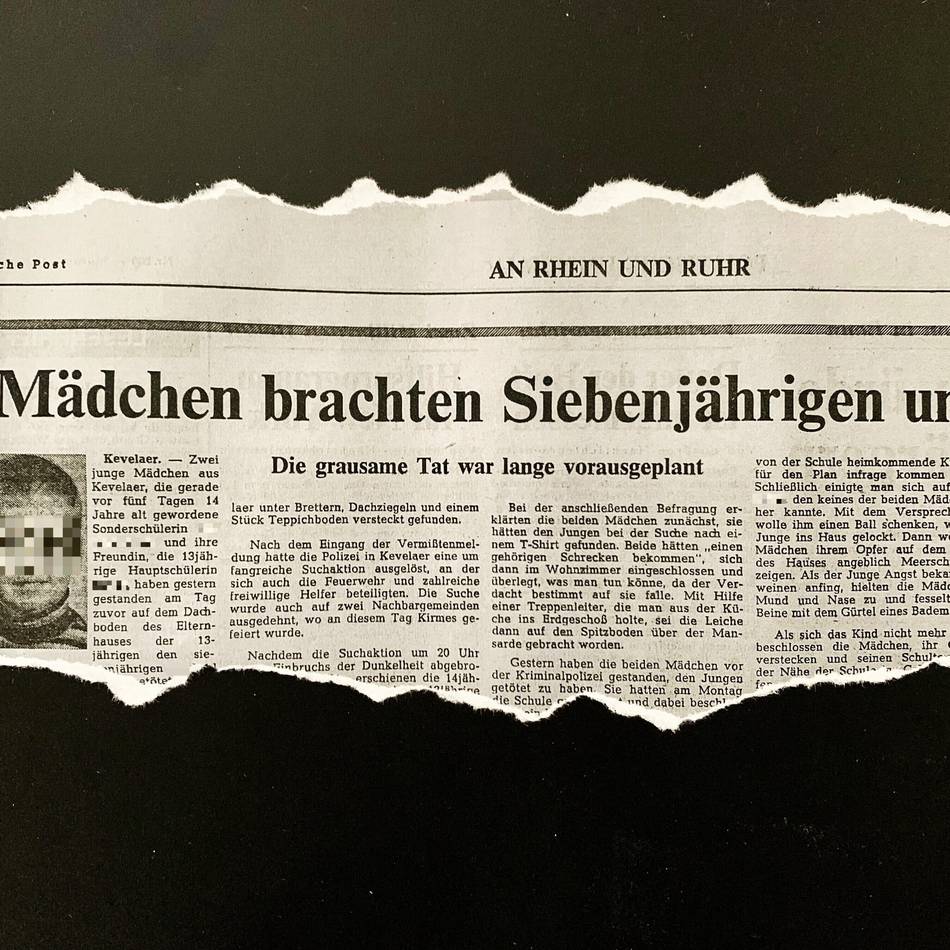 che Post
AN RHEIN UND RUHR
Mädchen brachten Siebenjährigen
Die grausame Tat war lange vorausgeplant
Kevelaer. — Zwei
junge Mädchen aus
Kevelaer, die gerade
vor fünf Tagen 14
Jahre alt gewordene
Sonderschülerin
und ihre
Freundin, die 13jäh-
rige Hauptschülerin
, haben gestern
gestanden am Tag
zuvor auf dem Dach-
boden des Eltern-
hauses der 13-
jährigen den sie-
benjährigen
laer unter Brettern, Dachziegeln und einem
Stück Teppichboden versteckt gefunden.
Nach dem Eingang der Vermißtenmel-
dung hatte die Polizei in Kevelaer eine um
fangreiche Suchaktion ausgelöst, an der
sich auch die Feuerwehr und zahlreiche
freiwillige Helfer beteiligten. Die Suche
wurde auch auf zwei Nachbargemeinden
ausgedehnt, wo an diesem Tag Kirmes ge-
feiert wurde.
Nachdem die Suchaktion um 20 Uhr
Einbruchs der Dunkelheit abgebro-
erschienen die 14jäh-
Bei der anschließenden Befragung er-
klärten die beiden Mädchen zunächst, sie
hätten den Jungen bei der Suche nach ei-
nem T-Shirt gefunden. Beide hätten „einen
gehörigen Schrecken bekommen", sich
dann im Wohnzimmer eingeschlossen und
überlegt, was man tun könne, da der Ver-
dacht bestimmt auf sie falle. Mit Hilfe
einer Treppenleiter, die man aus der Kü-
che ins Erdgeschoß holte, sei die Leiche
dann auf den Spitzboden über der Man-
sarde gebracht worden.
Gestern haben die beiden Mädchen vor
der Kriminalpolizei gestanden, den Jungen
getötet zu haben. Sie hatten am Montag
die Schule und dabei
von der Schule heimkommende
für den Plan infrage kommen
Schließlich einigte man sich auf
den keines der beiden
her kannte. Mit dem
wolle ihm einen Ball schenken,
Junge ins Haus gelockt. Dann
Mädchen ihrem Opfer auf dem
des Hauses angeblich
zeigen. Als der Junge Angst
weinen anfing, hielten die
Mund und Nase zu und
Beine mit dem Gürtel eines
Als sich das Kind nicht mehr
beschlossen die Mädchen, ihr
verstecken und seinen
der Nähe der